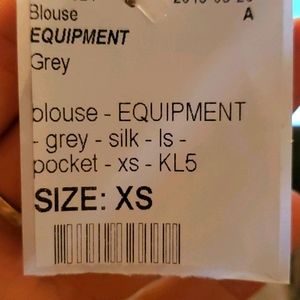 Blouse
A
EQUIPMENT
Grey
blouse - EQUIPMENT
- grey - silk - ls -
pocket - xs - KL5
SIZE: XS